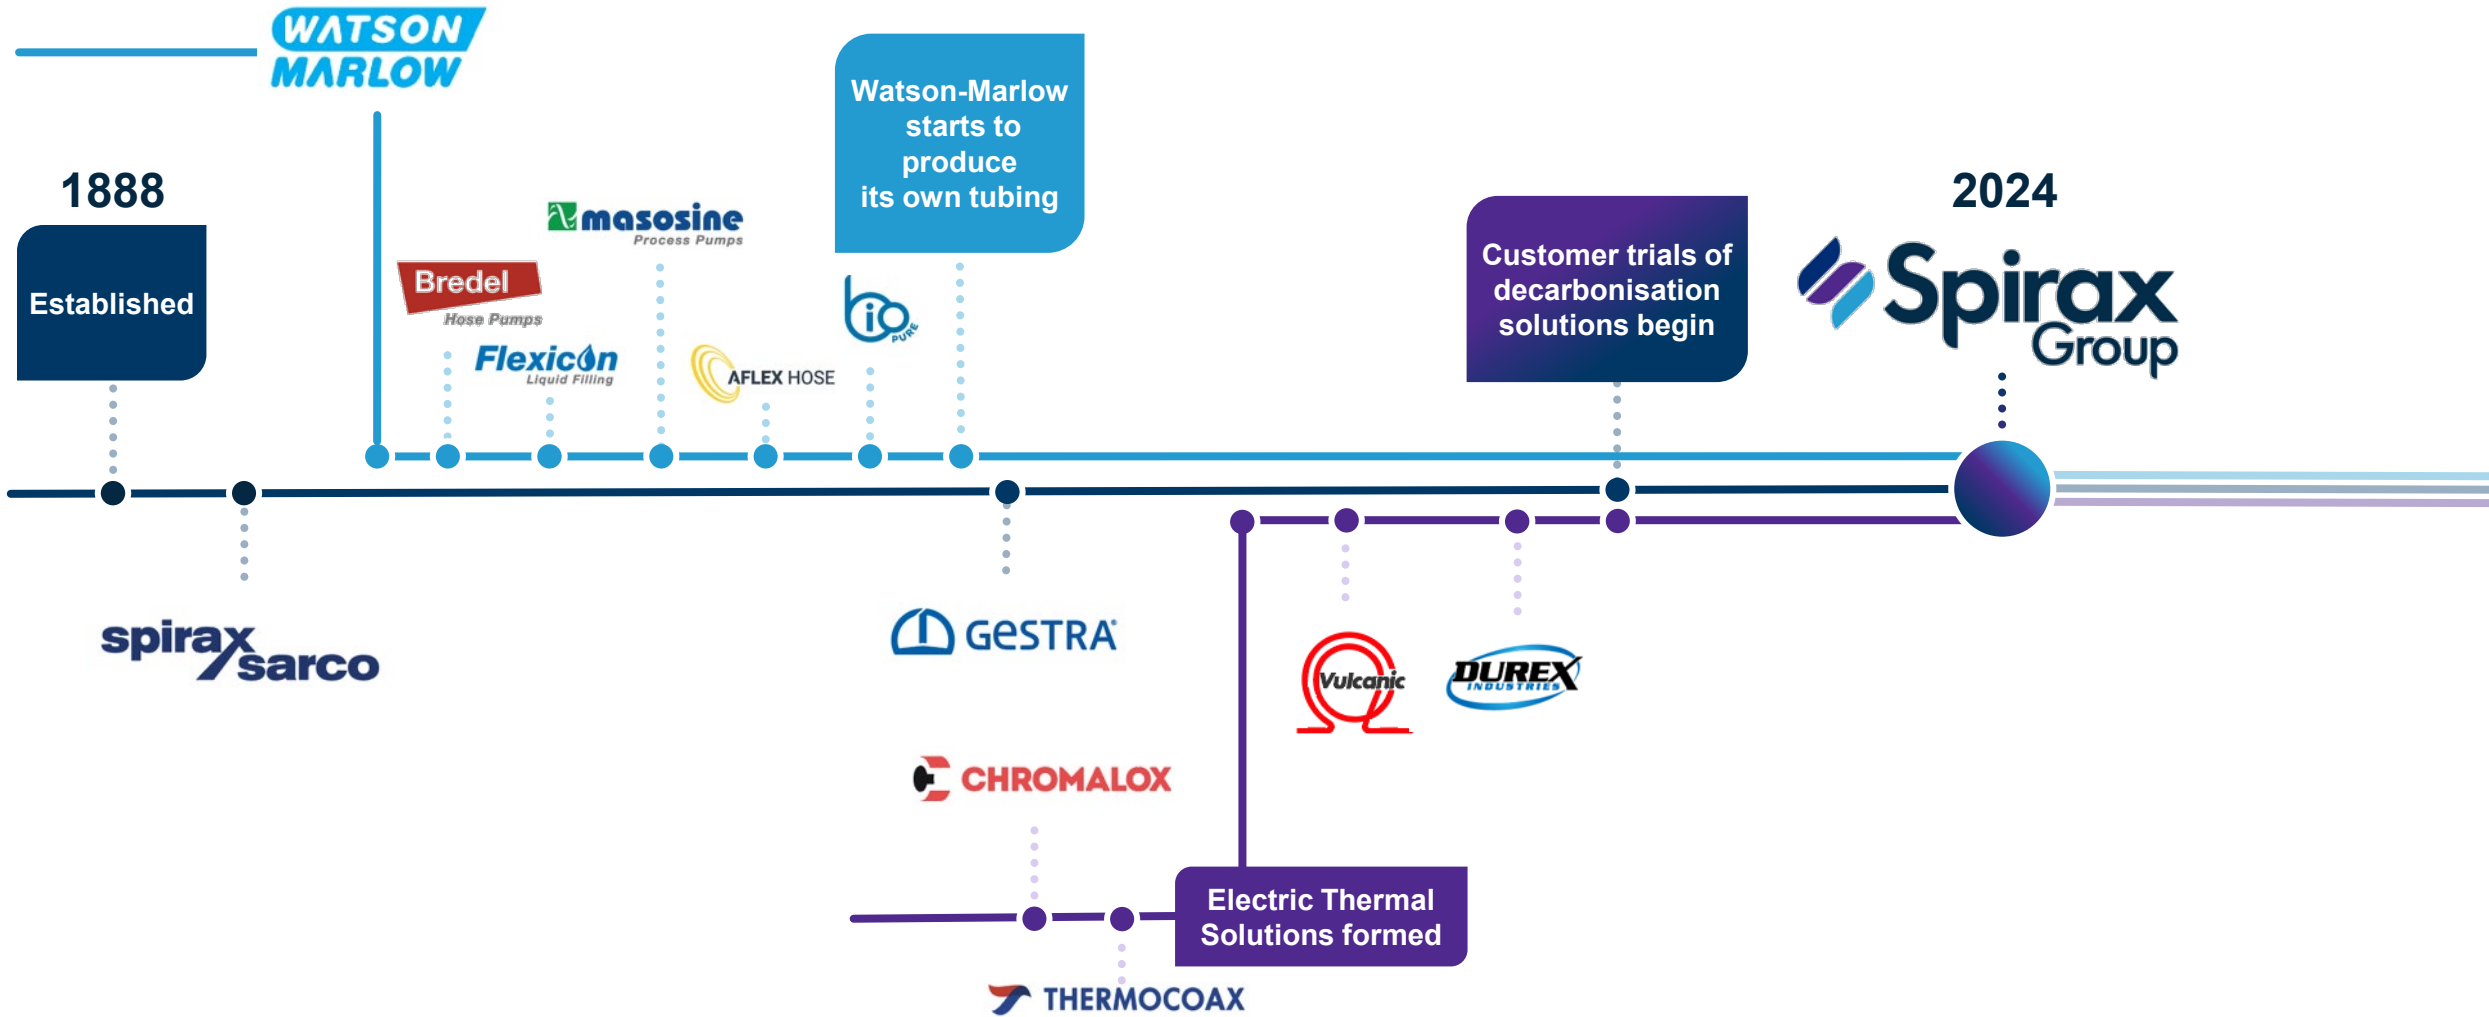 WATSON
MARLOW
1888
Established
Bredel
Hose Pumps
Flexicon
Liquid Filling
masosine
Process Pumps
AFLEX HOSE
bio
PURE
Watson-Marlow
starts to
produce
its own tubing
Customer trials of
decarbonisation
solutions begin
2024
Spirax
Group
spirax
sarco
GESTRA
Vulcanic
DUREX
INDUSTRIES
CHROMALOX
Electric Thermal
Solutions formed
THERMOCOAX